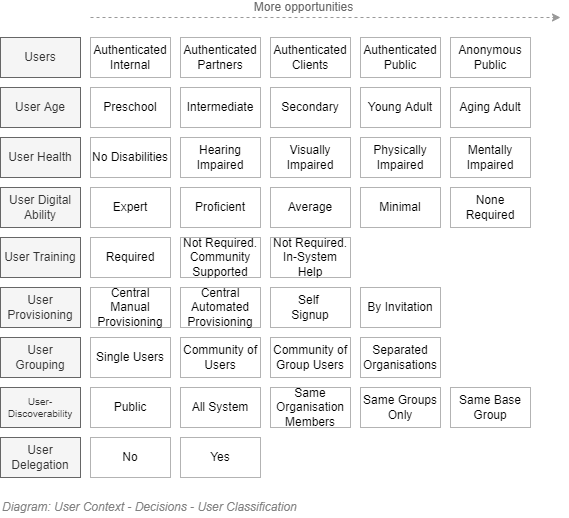 More opportunities
Users
Authenticated
Internal
Authenticated
Partners
Authenticated
Clients
Authenticated
Public
Anonymous
Public
User Age
Preschool
Intermediate
Secondary
Young Adult
Aging Adult
User Health
No Disabilities
Hearing
Impaired
Visually
Impaired
Physically
Impaired
Mentally
Impaired
User Digital
Ability
Expert
Proficient
Average
Minimal
None
Required
User Training
Required
Not Required.
Community
Supported
Not Required.
In-System
Help
User
Provisioning
Central
Manual
Provisioning
Central
Automated
Provisioning
Self
Signup
By Invitation
User
Grouping
Single Users
Community of
Users
Community of
Group Users
Separated
Organisations
User-
Discoverability
Public
All System
Same
Organisation
Members
Same Groups
Only
Same Base
Group
User
Delegation
No
Yes
Diagram: User Context - Decisions - User Classification